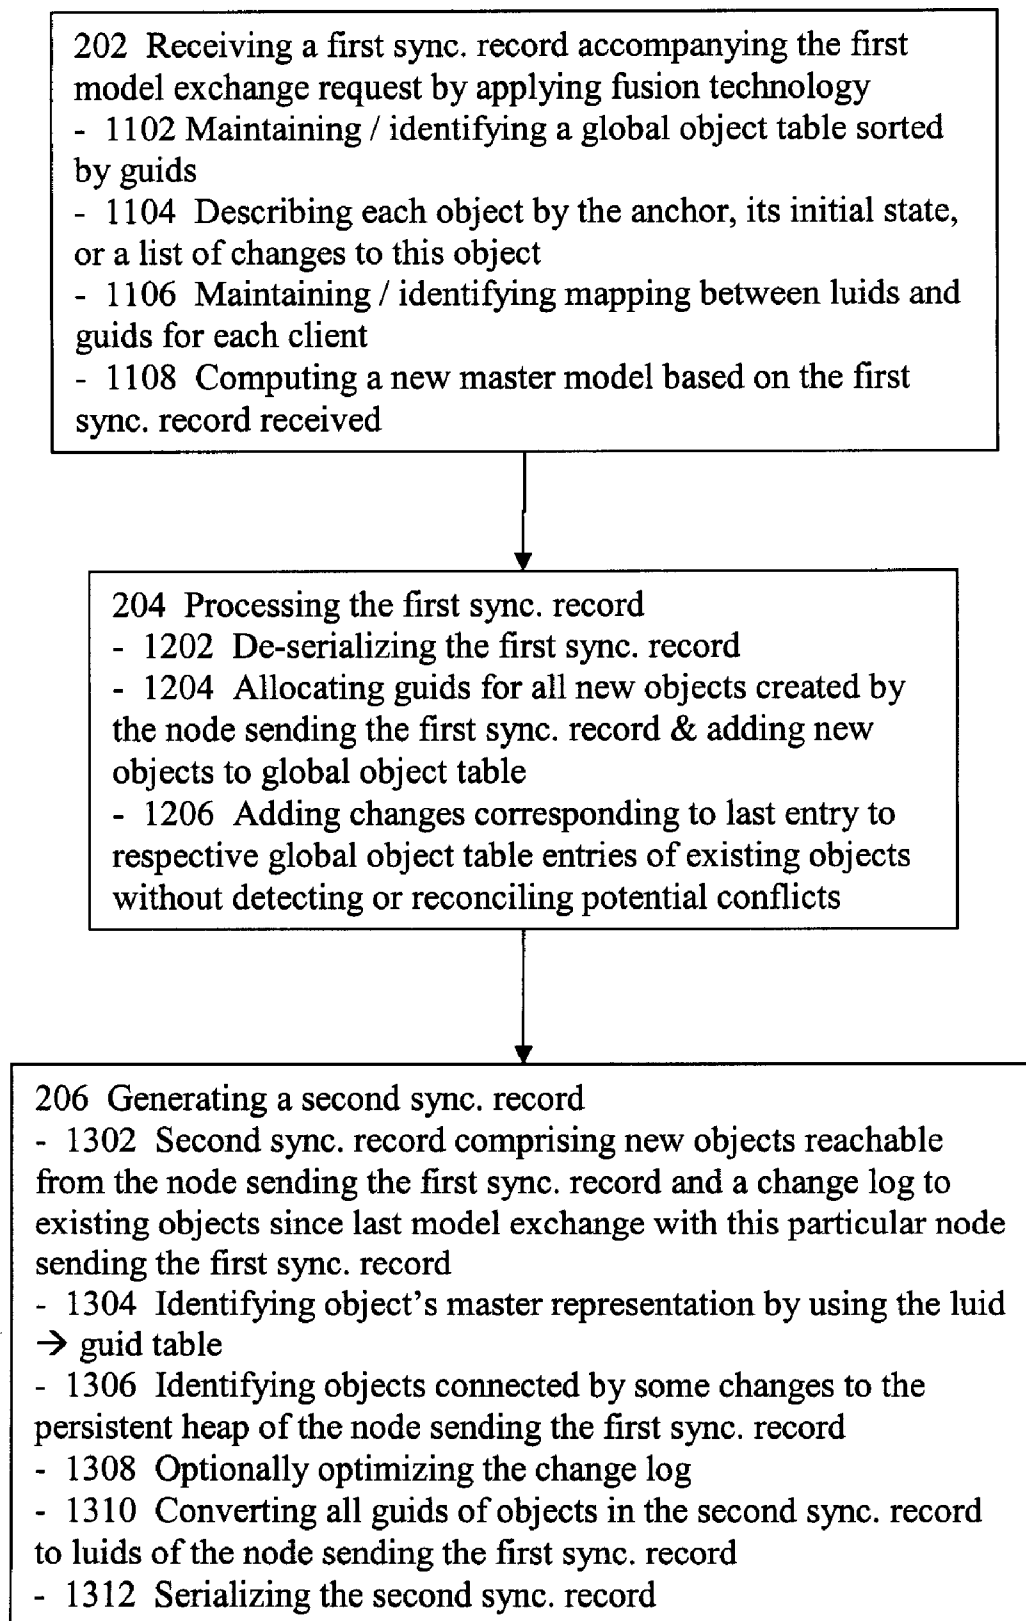 202 Receiving a first sync. record accompanying the first
model exchange request by applying fusion technology
- 1102 Maintaining / identifying a global object table sorted
by guids
- 1104 Describing each object by the anchor, its initial state,
or a list of changes to this object
- 1106 Maintaining / identifying mapping between luids and
guids for each client
- 1108 Computing a new master model based on the first
sync. record received
204 Processing the first sync. record
- 1202 De-serializing the first sync. record
- 1204 Allocating guids for all new objects created by
the node sending the first sync. record & adding new
objects to global object table
- 1206 Adding changes corresponding to last entry to
respective global object table entries of existing objects
without detecting or reconciling potential conflicts
206 Generating a second sync. record
- 1302 Second sync. record comprising new objects reachable
from the node sending the first sync. record and a change log to
existing objects since last model exchange with this particular node
sending the first sync. record
- 1304 Identifying object's master representation by using the luid
→ guid table
- 1306 Identifying objects connected by some changes to the
persistent heap of the node sending the first sync. record
- 1308 Optionally optimizing the change log
- 1310 Converting all guids of objects in the second sync. record
to luids of the node sending the first sync. record
- 1312 Serializing the second sync. record